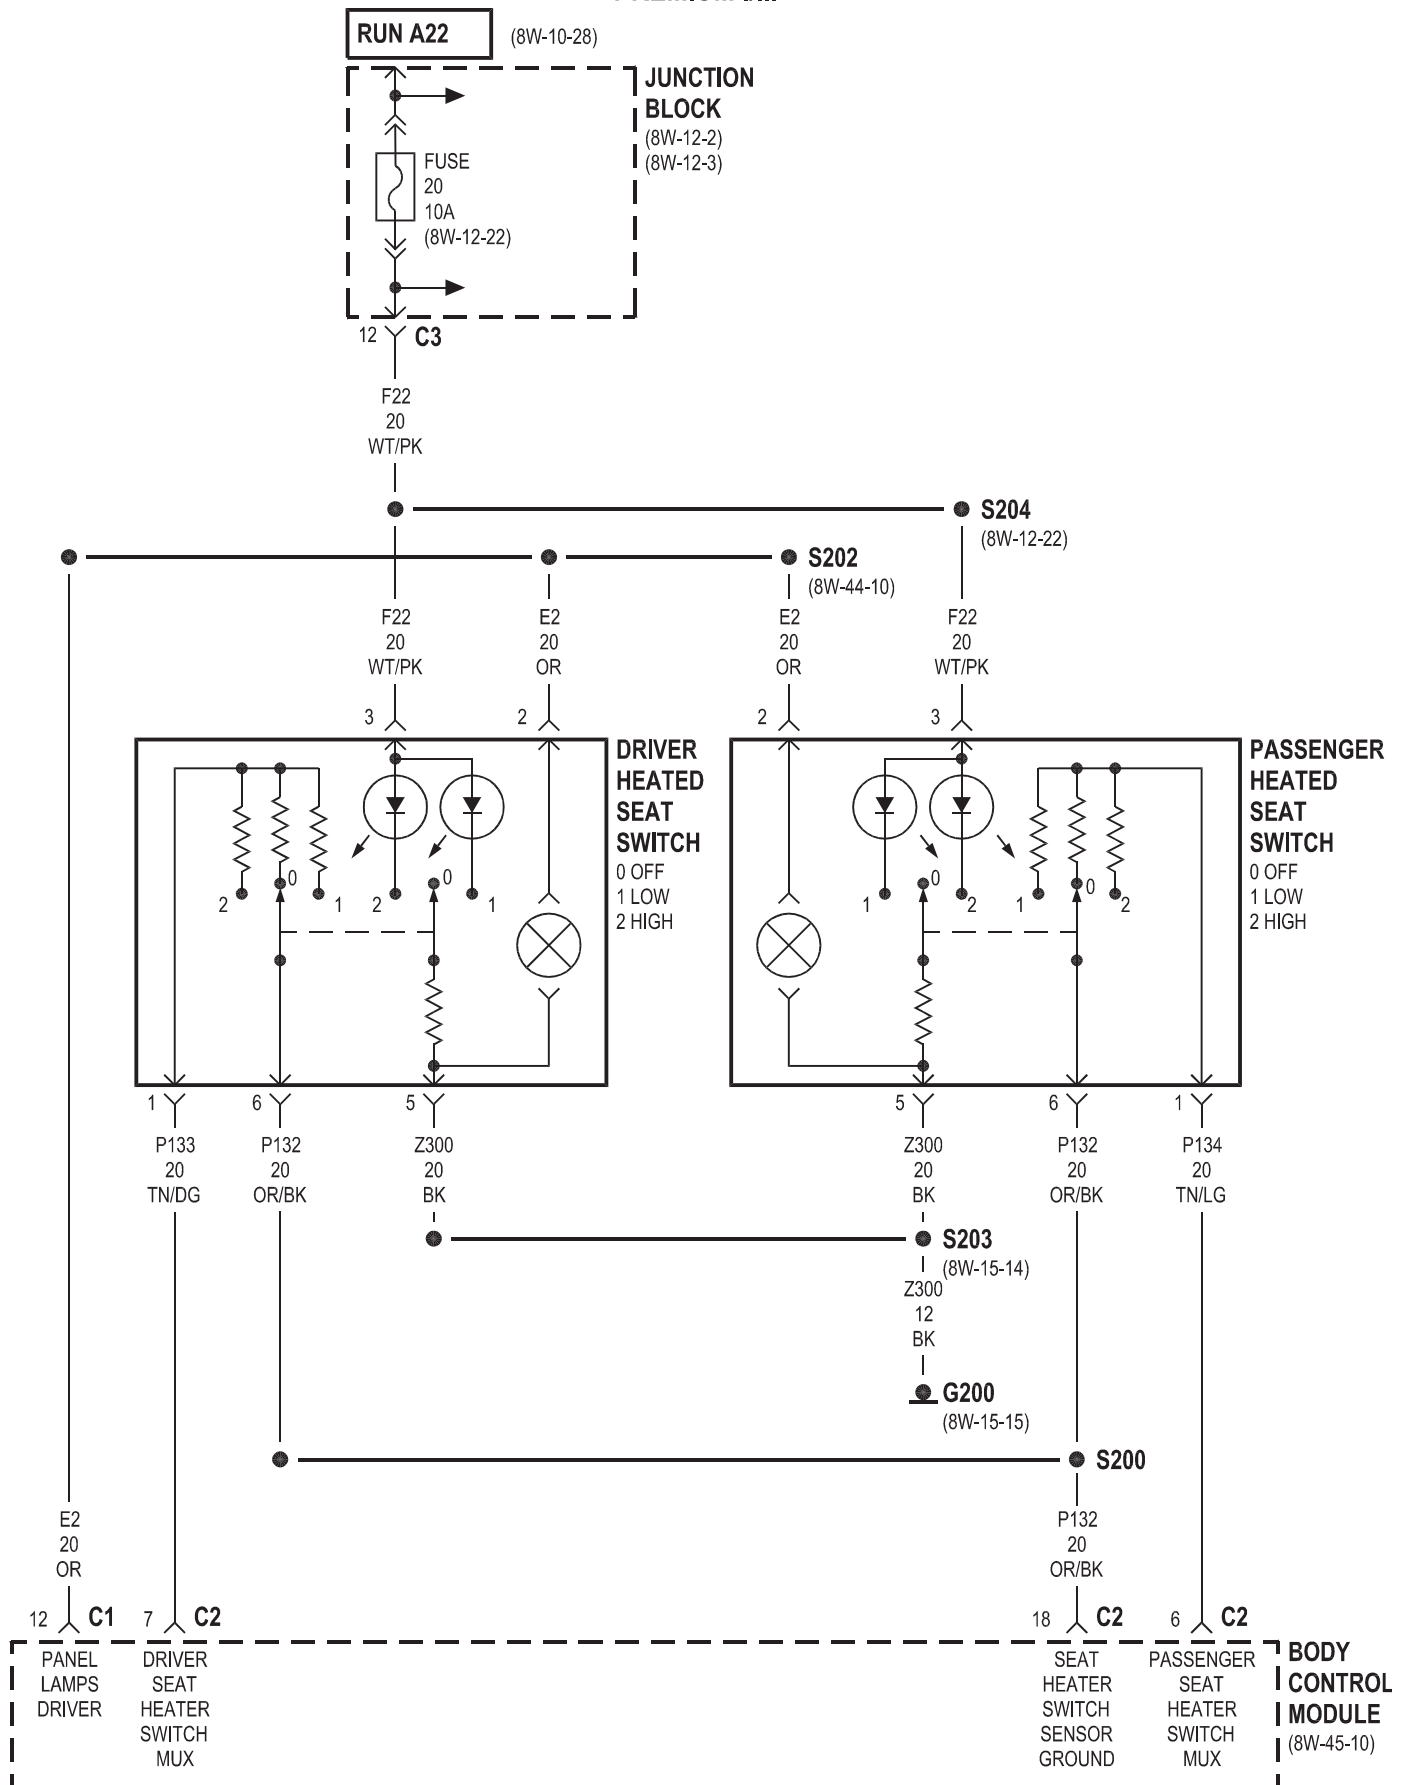 RUN A22
(8W-10-28)
JUNCTION
BLOCK
(8W-12-2)
(8W-12-3)
FUSE
20
10A
(8W-12-22)
12
C3
F22
20
WT/PK
S204
(8W-12-22)
S202
(8W-44-10)
F22
20
WT/PK
E2
20
OR
E2
20
OR
F22
20
WT/PK
3
2
2
3
DRIVER
HEATED
SEAT
SWITCH
0 OFF
1 LOW
2 HIGH
PASSENGER
HEATED
SEAT
SWITCH
0 OFF
1 LOW
2 HIGH
2
0
1
2
0
1
1
0
2
1
0
2
1
6
5
5
6
1
P133
20
TN/DG
P132
20
OR/BK
Z300
20
BK
Z300
20
BK
P132
20
OR/BK
P134
20
TN/LG
S203
(8W-15-14)
Z300
12
BK
G200
(8W-15-15)
S200
E2
20
OR
P132
20
OR/BK
12
C1
7
C2
18
C2
6
C2
PANEL
LAMPS
DRIVER
DRIVER
SEAT
HEATER
SWITCH
MUX
SEAT
HEATER
SWITCH
SENSOR
GROUND
PASSENGER
SEAT
HEATER
SWITCH
MUX
BODY
CONTROL
MODULE
(8W-45-10)